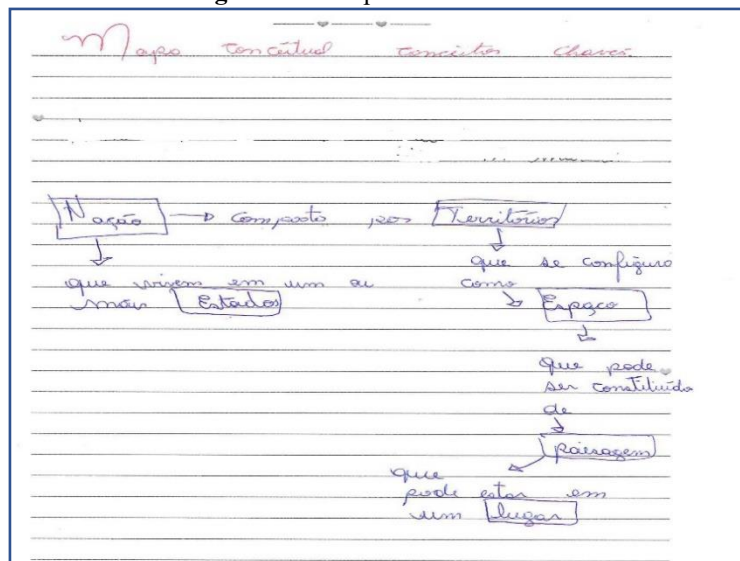 Mapa conceitual conceitos chaves.
Nação composto por Territórios
que se configura
que vivem em um ou como
mais Estados Espaço
que pode
ser constituído
de
paisagem
que
pode estar em
um lugar